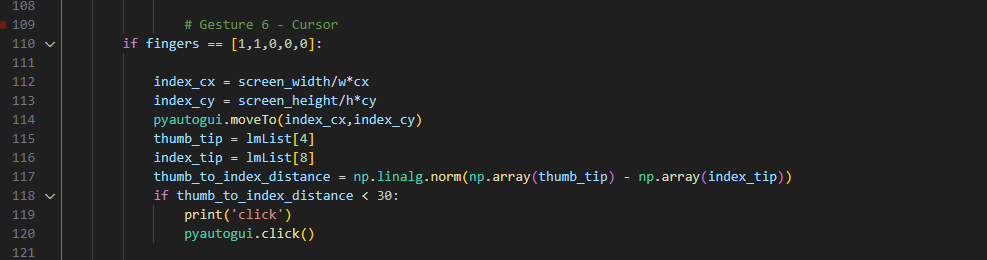 108
109 # Gesture 6 - Cursor
110 if fingers == [1,1,0,0,0]:
111
112 index_cx = screen_width/w*cx
113 index_cy = screen_height/h*cy
114 pyautogui.moveTo(index_cx,index_cy)
115 thumb_tip = lmList[4]
116 index_tip = lmList[8]
117 thumb_to_index_distance = np.linalg.norm(np.array(thumb_tip) - np.array(index_tip))
118 if thumb_to_index_distance < 30:
119 print('click')
120 pyautogui.click()
121